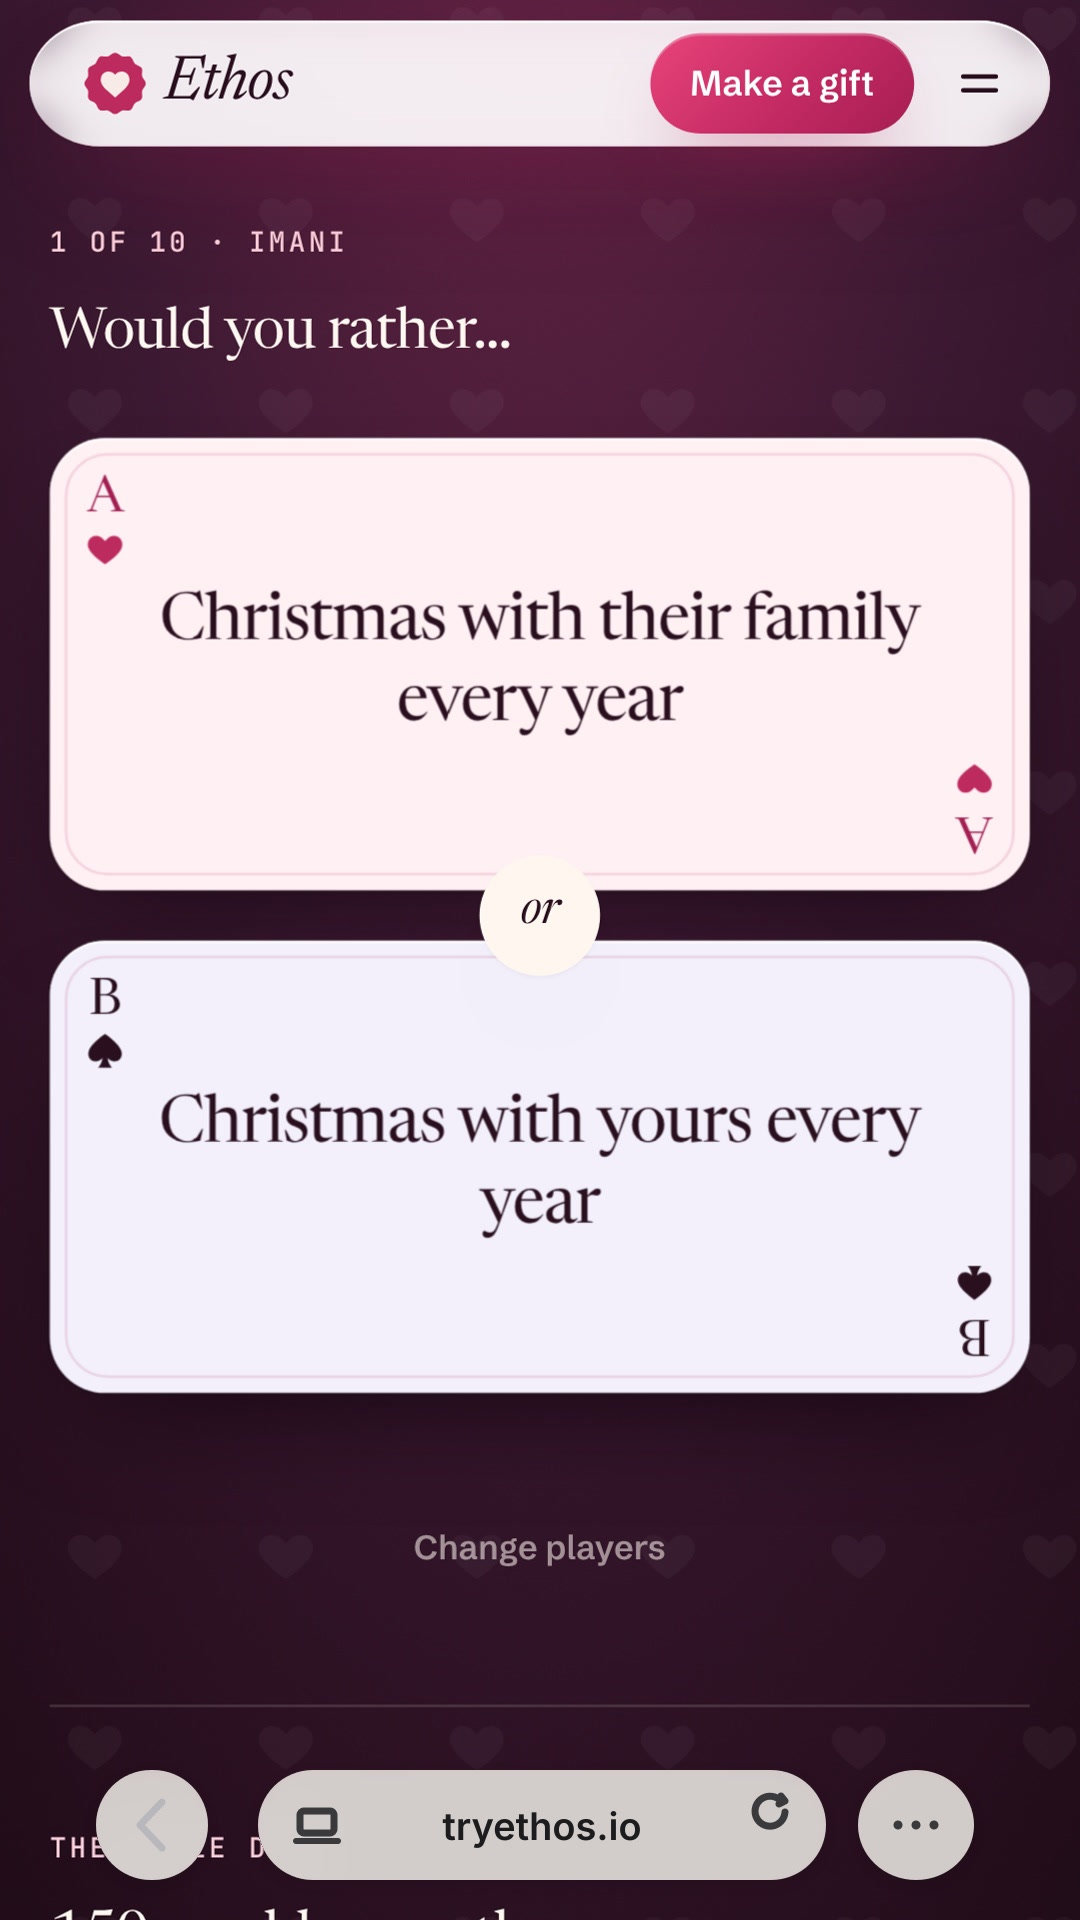 Ethos
Make a gift
1 OF 10 · IMANI
Would you rather...
A
Christmas with their family
every year
A
or
B
Christmas with yours every
year
B
Change players
tryethos.io
THE